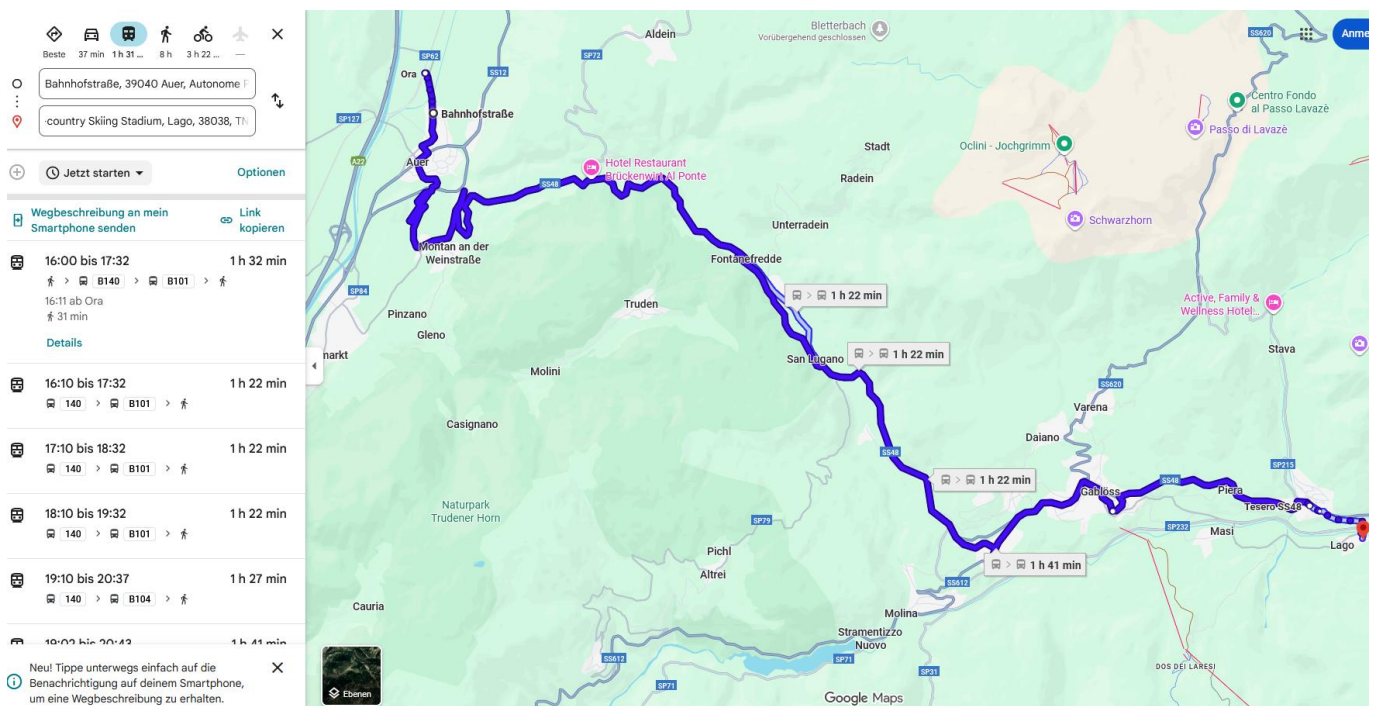 Beste
37 min
1 h 31 ...
8 h
3 h 22 ...
—
Bahnhofstraße, 39040 Auer, Autonome
-country Skiing Stadium, Lago, 38038, TN
Jetzt starten
Optionen
Wegbeschreibung an mein
Smartphone senden
Link
kopieren
16:00 bis 17:32
1 h 32 min
B140
B101
16:11 ab Ora
31 min
Details
16:10 bis 17:32
1 h 22 min
140
B101
17:10 bis 18:32
1 h 22 min
140
B101
18:10 bis 19:32
1 h 22 min
140
B101
19:10 bis 20:37
1 h 27 min
140
B104
19:02 bis 20:43
1 h 41 min
Neu! Tippe unterwegs einfach auf die
Benachrichtigung auf deinem Smartphone,
um eine Wegbeschreibung zu erhalten.
Bletterbach
Vorübergehend geschlossen
Aldein
SS620
Anme
SP62
SP72
Ora
SS12
Centro Fondo
al Passo Lavazè
Bahnhofstraße
SP127
Passo di Lavazè
A22
Auer
Hotel Restaurant
Brückenwirt Al Ponte
Stadt
Oclini - Jochgrimm
SS48
Radein
Schwarzhorn
Unterradein
Montan an der
Weinstraße
Fontanefredde
SP84
1 h 22 min
Active, Family &
Wellness Hotel...
Truden
Pinzano
Gleno
markt
San Lugano
1 h 22 min
Stava
Molini
SS620
Varena
Casignano
Daiano
SS48
SP215
1 h 22 min
Gablöss
SS48
Piera
Naturpark
Trudener Horn
Tesero SS48
SP79
SP232
Masi
Lago
Pichl
1 h 41 min
Altrei
SS612
Cauria
Molina
Stramentizzo
Nuovo
SS612
SP71
DOS DEI LARESI
SP71
SP31
Ebenen
Google Maps